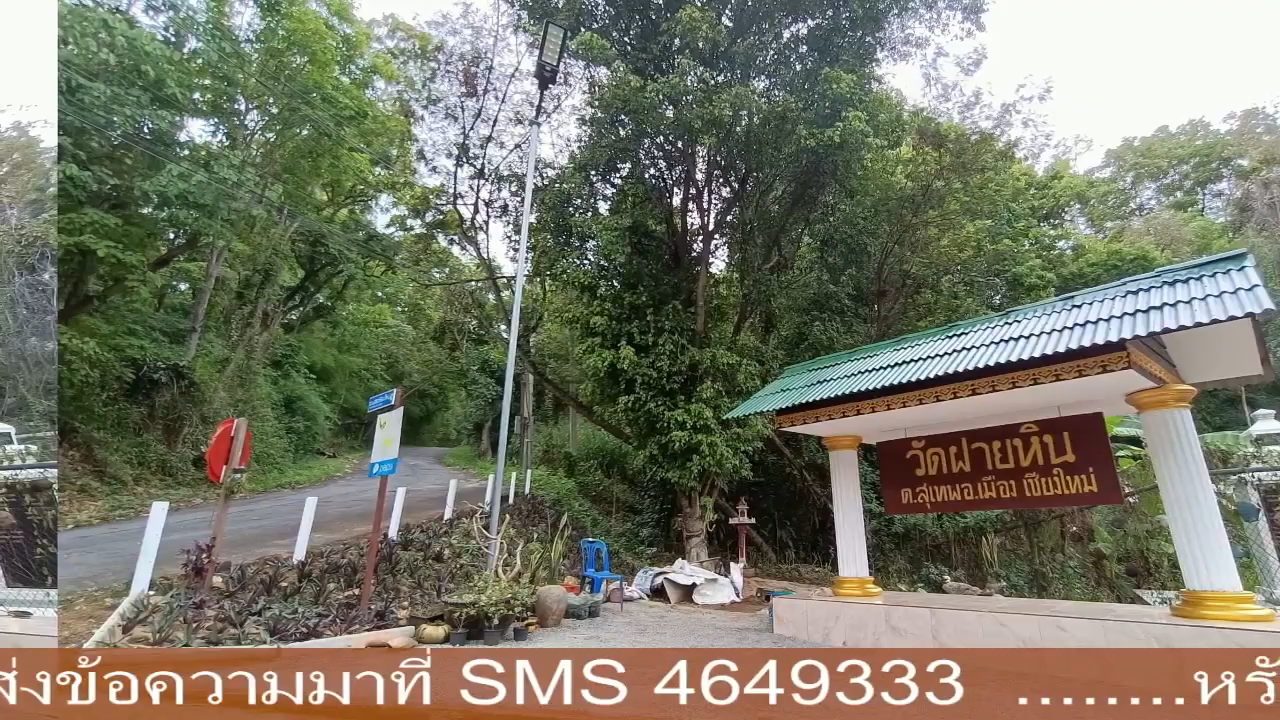 วัดฝายหิน
ต.สุเทพอ.เมือง เชียงใหม่
ส่งข้อความมาที่ SMS 4649333 ........หรั